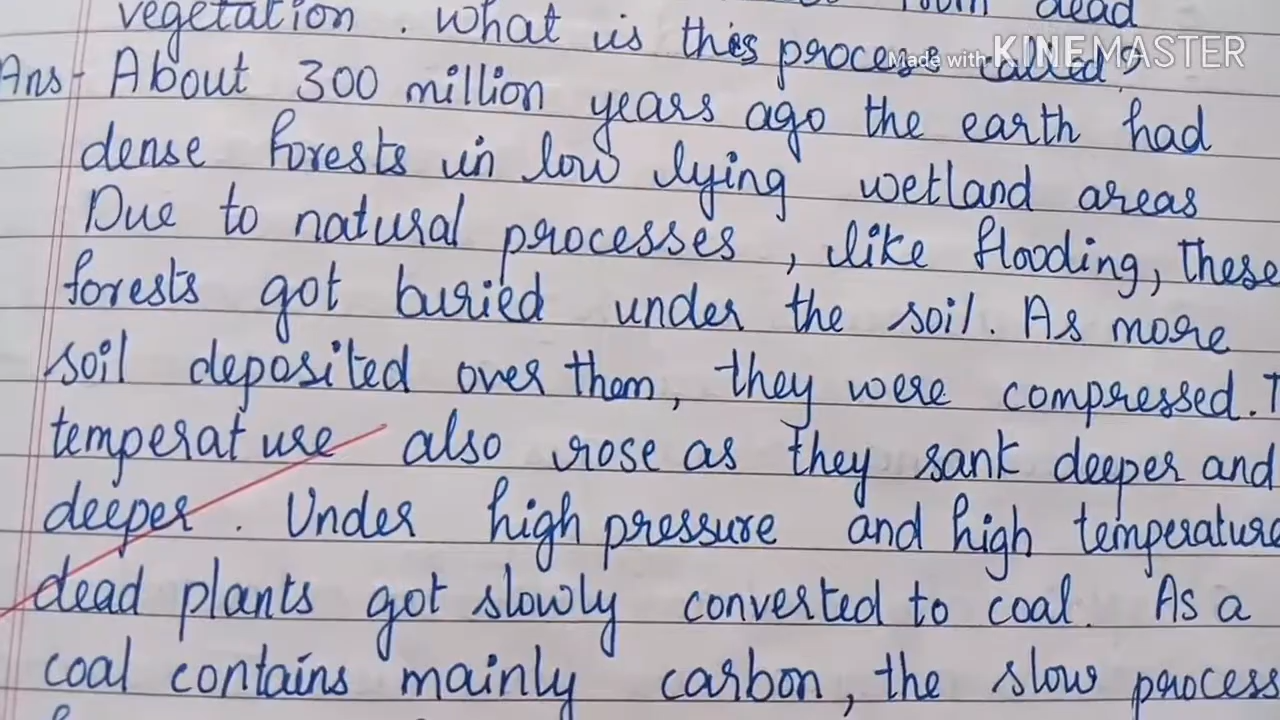 dead
vegetation. What is this process called?
Made with KINEMASTER
Ans- About 300 million years ago the earth had
dense forests in low lying wetland areas
Due to natural processes, like flooding, these
forests got buried under the soil. As more
soil deposited over them, they were compressed. T
temperature also rose as they sank deeper and
deeper. Under high pressure and high temperature
dead plants got slowly converted to coal. As a
coal contains mainly carbon, the slow process